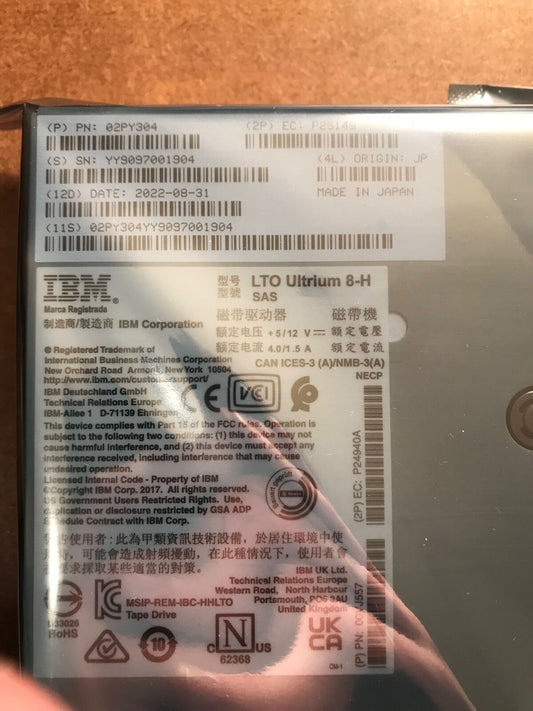 (P) PN: 02PY304
(2P) EC: P25149
(S) SN: YY9097001904
(4L) ORIGIN: JP
(12D) DATE: 2022-08-31
MADE IN JAPAN
(11S) 02PY304YY9097001904
IBM®
Marca Registrada
型号 LTO Ultrium 8-H
型號 SAS
制造商/製造商 IBM Corporation
磁带驱动器 磁帶機
额定电压 +5/12 V 額定電壓
额定电流 4.0/1.5 A 額定電流
CAN ICES-3 (A)/NMB-3(A)
NECP
® Registered Trademark of
International Business Machines Corporation
New Orchard Road Armonk, New York 10504
http://www.ibm.com/customersupport/
IBM Deutschland GmbH
Technical Relations Europe
IBM-Allee 1 D-71139 Ehningen
CE VCI
This device complies with Part 15 of the FCC rules. Operation is
subject to the following two conditions: (1) this device may not
cause harmful interference, and (2) this device must accept any
interference received, including interference that may cause
undesired operation.
Licensed Internal Code - Property of IBM
©Copyright IBM Corp. 2017. All rights reserved.
US Government Users Restricted Rights. Use,
duplication or disclosure restricted by GSA ADP
Schedule Contract with IBM Corp.
Bauart geprüft
(2P) EC: P24940A
警告使用者: 此為甲類資訊技術設備，於居住環境中使
用時，可能會造成射頻擾動，在此種情況下，使用者會
被要求採取某些適當的對策。
IBM UK Ltd.
Technical Relations Europe
Western Road, North Harbour
Portsmouth, PO6 3AU
United Kingdom
MSIP-REM-IBC-HHLTO
Tape Drive
D33026
RoHS
10
N
C US
62368
UK
CA
CM-1
(P) PN: